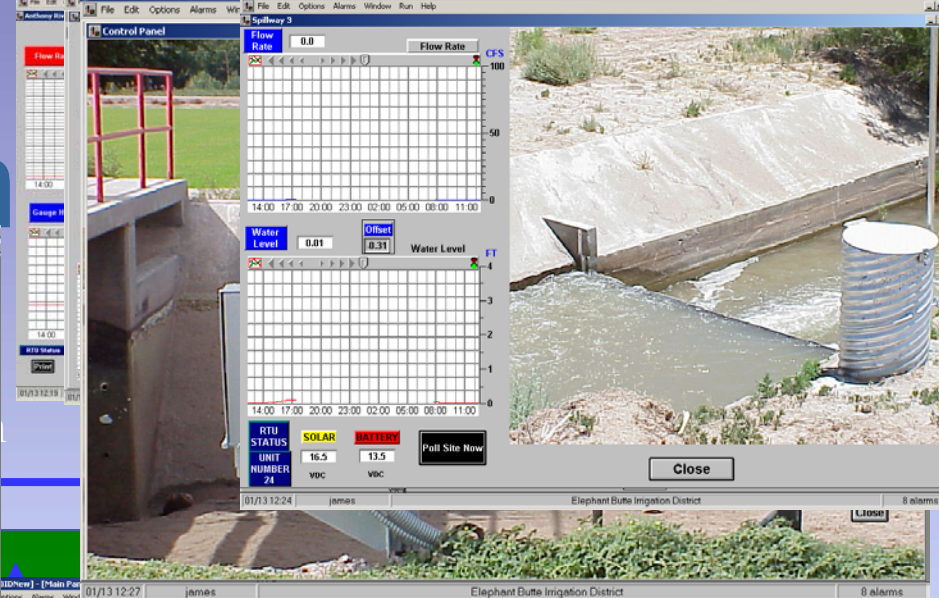 File Edit
File Edit Options Alarms
File Edit Options Alarms Window Run Help
Spillway 3
Control Panel
Flow
Rate
0.0
Flow Rate
CFS
100
50
0
14:00 17:00 20:00 23:00 02:00 05:00 08:00 11:00
Water
Level
0.01
Offset
0.31
Water Level
FT
4
3
2
1
0
14:00 17:00 20:00 23:00 02:00 05:00 08:00 11:00
RTU
STATUS
UNIT
NUMBER
24
SOLAR
16.5
VDC
BATTERY
13.5
VDC
Poll Site Now
Close
01/13 12:24 james Elephant Butte Irrigation District 8 alarms
14:00
14:00
RTU Status
Print
01/13 12:19
Close
01/13 12:27 james Elephant Butte Irrigation District 8 alarms